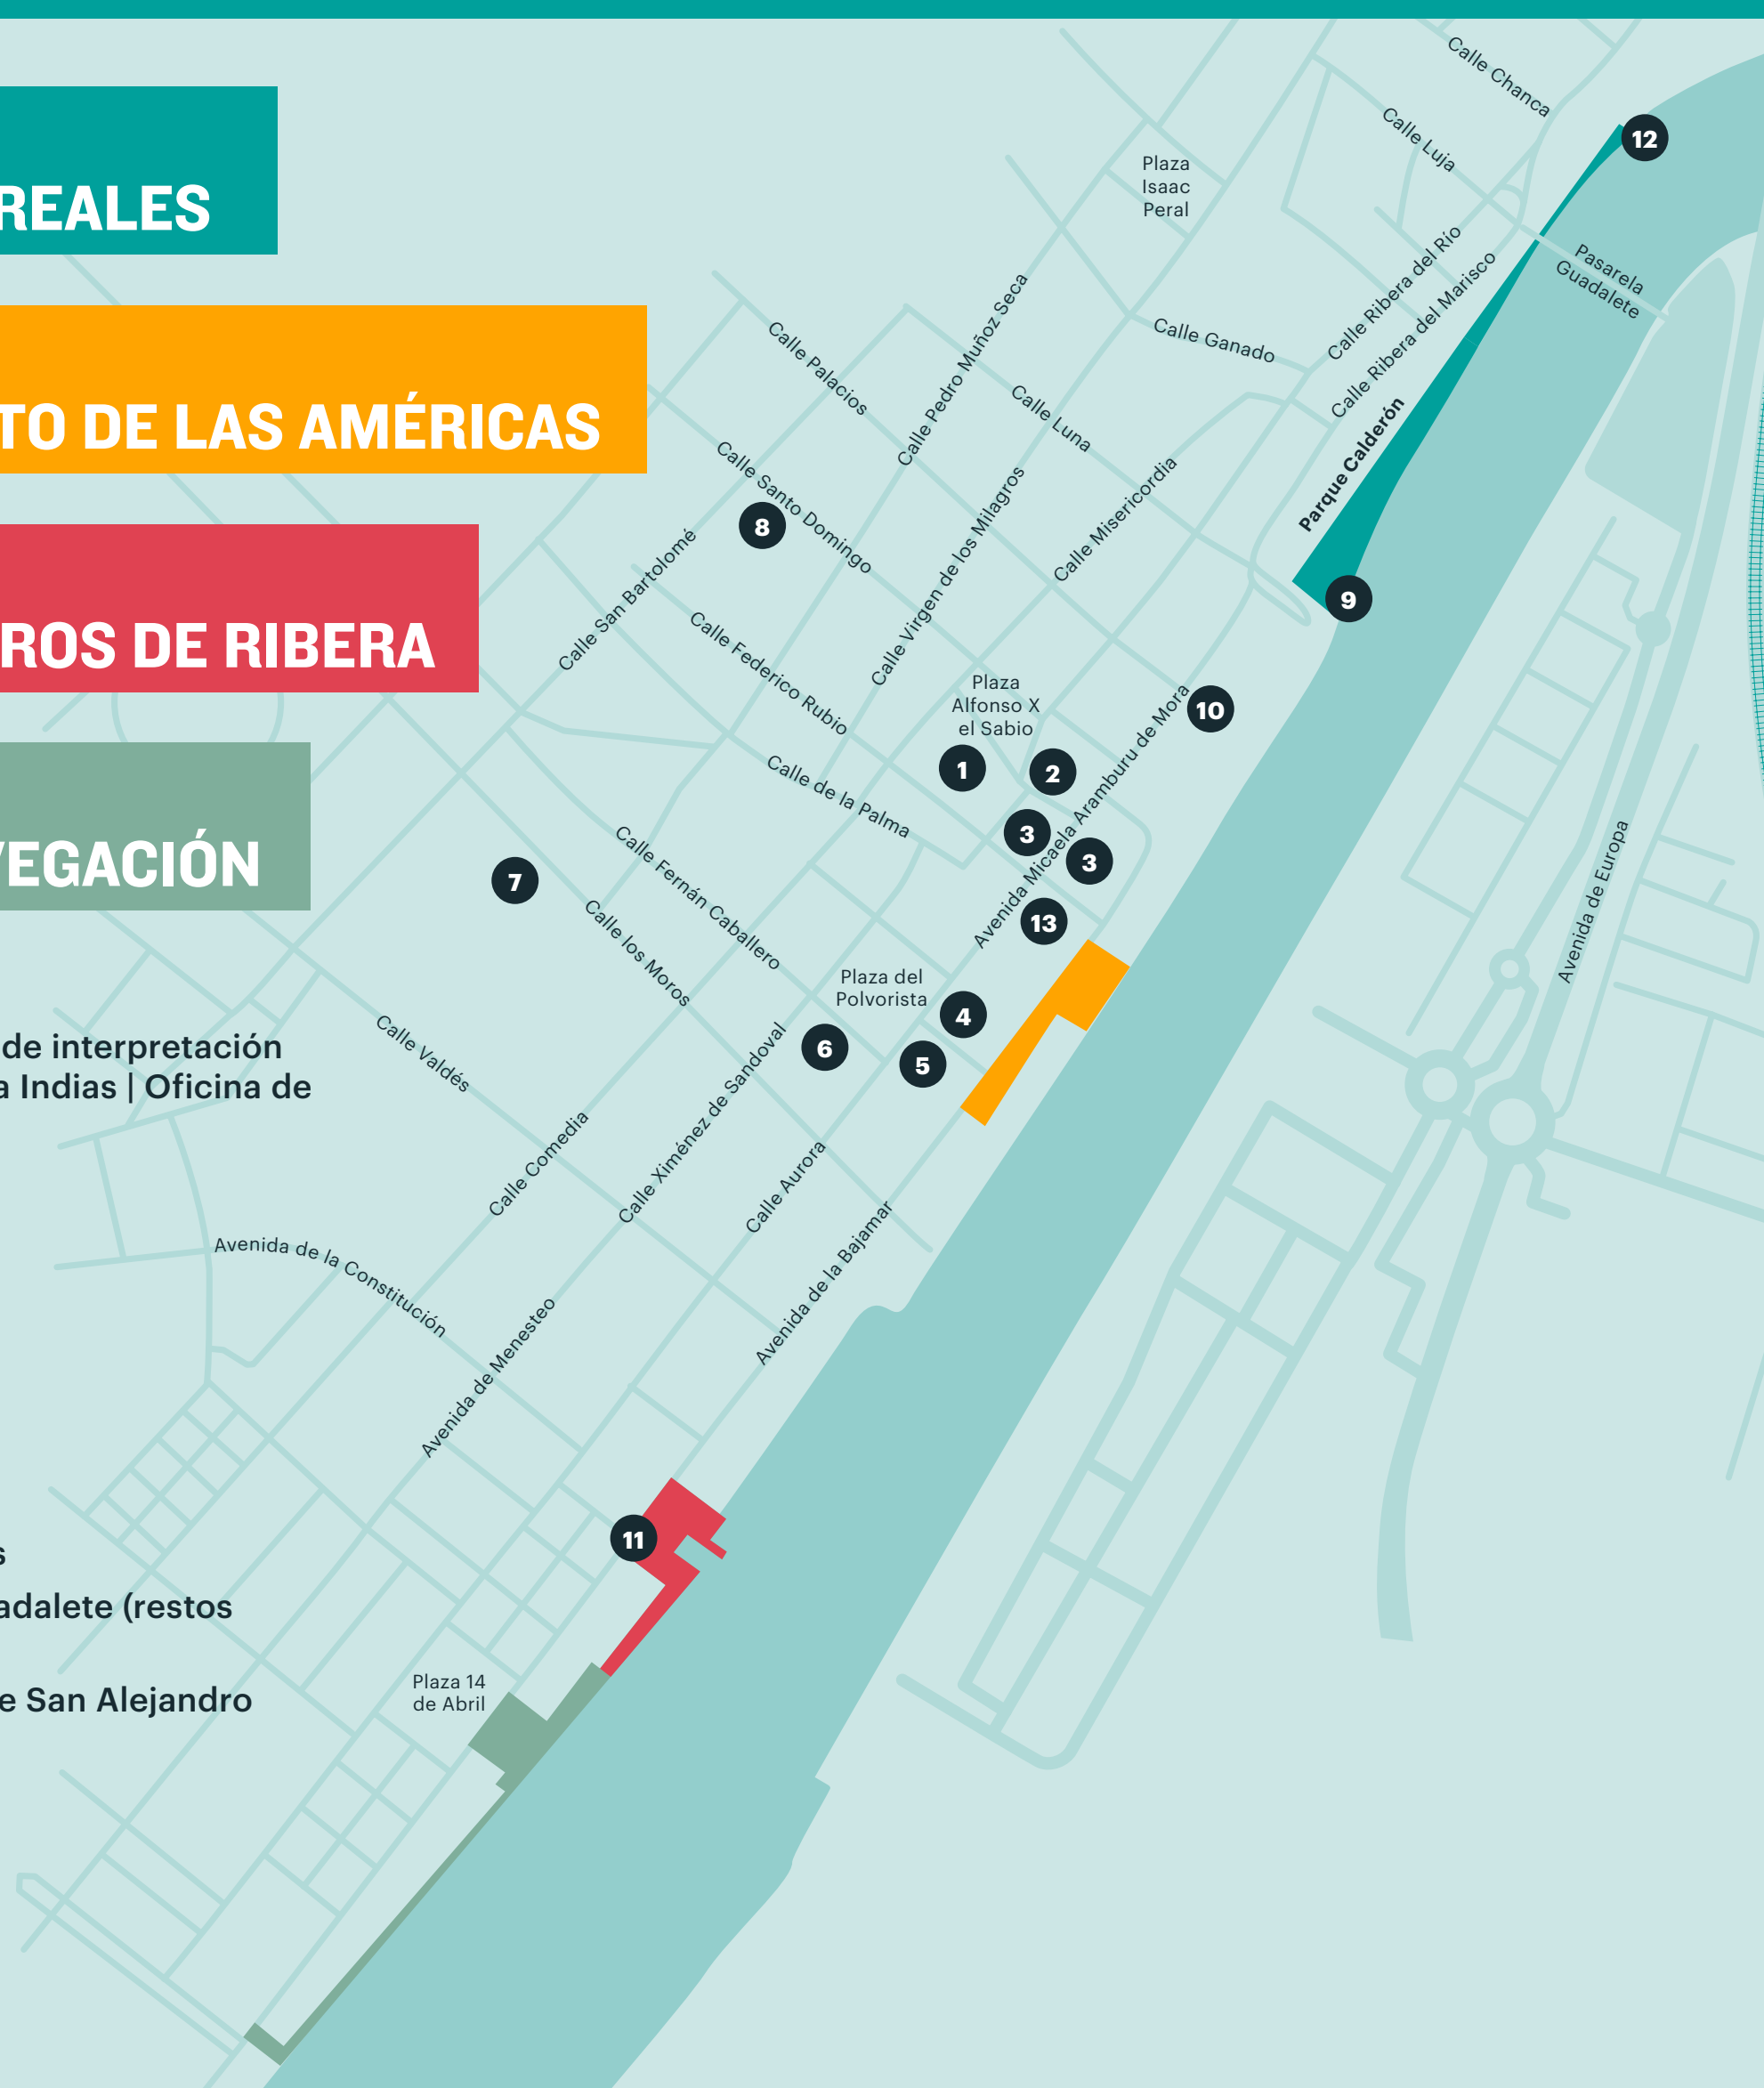 REALES
TO DE LAS AMÉRICAS
ROS DE RIBERA
EGACIÓN
de interpretación
a Indias | Oficina de
s
adalete (restos
e San Alejandro
Calle Chanca
Calle Luja
12
Plaza
Isaac
Peral
Calle Ribera del Río
Calle Ribera del Marisco
Pasarela
Guadalete
Calle Ganado
Calle Pedro Muñoz Seca
Calle Palacios
Calle Luna
Parque Calderón
Calle Santo Domingo
8
Calle Misericordia
Calle Virgen de los Milagros
Calle San Bartolomé
9
Calle Federico Rubio
Plaza
Alfonso X
el Sabio
10
1
2
Calle de la Palma
3
3
Avenida Micaela Aramburu de Mora
Calle Fernán Caballero
7
13
Calle los Moros
Avenida de Europa
Plaza del
Polvorista
4
6
5
Calle Valdés
Calle Ximénez de Sandoval
Calle Comedia
Calle Aurora
Avenida de la Bajamar
Avenida de la Constitución
Avenida de Menesteo
11
Plaza 14
de Abril